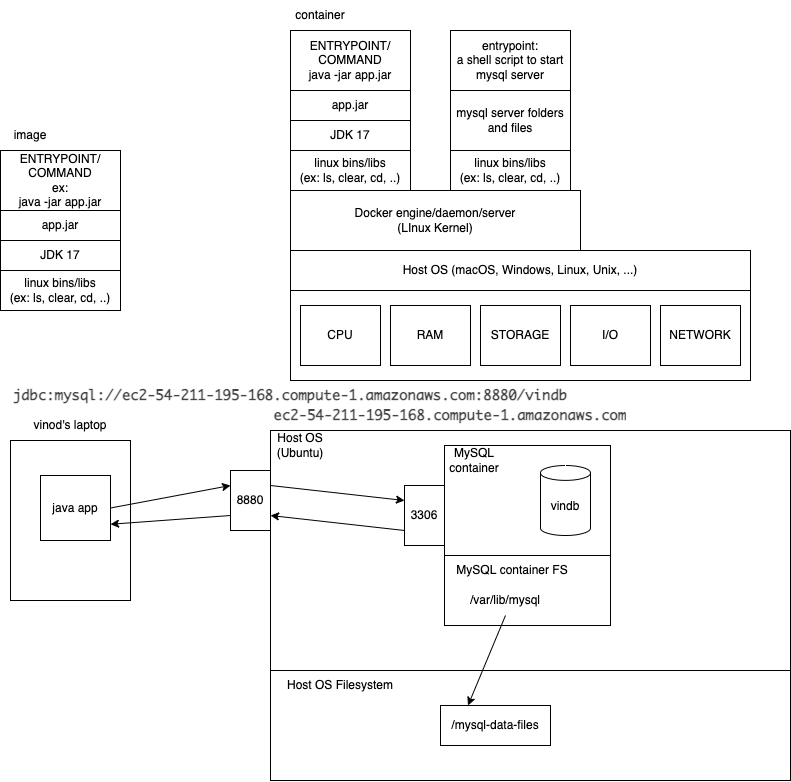 container
ENTRYPOINT/
COMMAND
java -jar app.jar
app.jar
JDK 17
linux bins/libs
(ex: ls, clear, cd, ..)
entrypoint:
a shell script to start
mysql server
mysql server folders
and files
linux bins/libs
(ex: ls, clear, cd, ..)
image
ENTRYPOINT/
COMMAND
ex:
java -jar app.jar
app.jar
JDK 17
linux bins/libs
(ex: ls, clear, cd, ..)
Docker engine/daemon/server
(LInux Kernel)
Host OS (macOS, Windows, Linux, Unix, ...)
CPU
RAM
STORAGE
I/O
NETWORK
jdbc:mysql://ec2-54-211-195-168.compute-1.amazonaws.com:8880/vindb
ec2-54-211-195-168.compute-1.amazonaws.com
vinod's laptop
java app
8880
Host OS
(Ubuntu)
3306
MySQL
container
vindb
MySQL container FS
/var/lib/mysql
Host OS Filesystem
/mysql-data-files